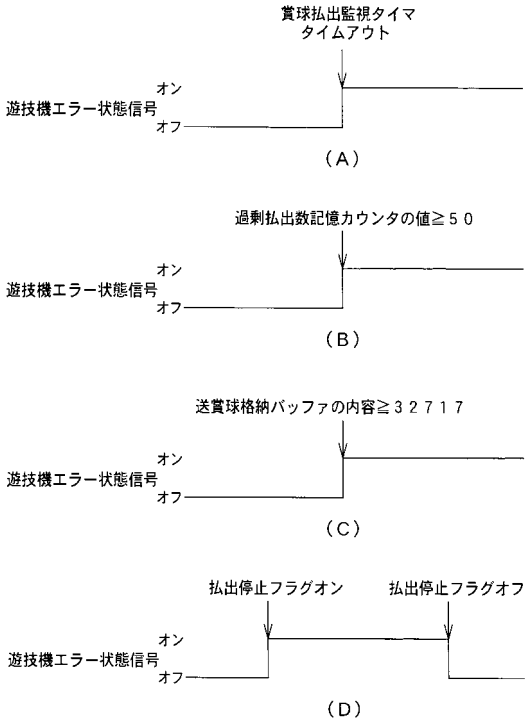 賞球払出監視タイマ
タイムアウト
オン
遊技機エラー状態信号
オフ
（A）
過剰払出数記憶カウンタの値≧５０
オン
遊技機エラー状態信号
オフ
（B）
送賞球格納バッファの内容≧３２７１７
オン
遊技機エラー状態信号
オフ
（C）
払出停止フラグオン　払出停止フラグオフ
オン
遊技機エラー状態信号
オフ
（D）